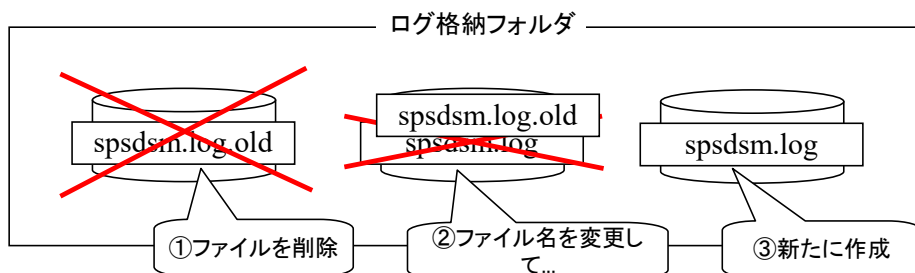 ログ格納フォルダ
spsdsm.log.old
spsdsm.log.old
spsdsm.log
spsdsm.log
①ファイルを削除
②ファイル名を変更し
て...
③新たに作成